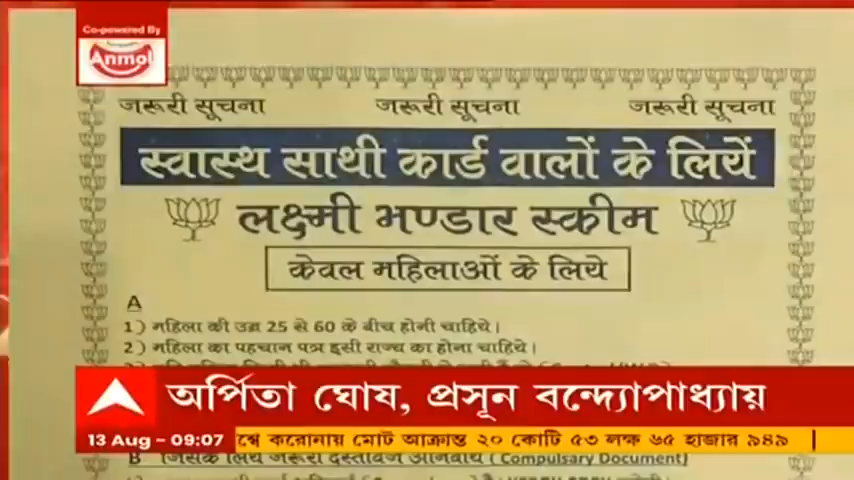 Co-powered By
Anmol
जरूरी सूचना जरूरी सूचना जरूरी सूचना
स्वास्थ साथी कार्ड वालों के लियें
लक्ष्मी भण्डार स्कीम
केवल महिलाओं के लिये
A
1) महिला की उम्र 25 से 60 के बीच होनी चाहिये।
2) महिला का पहचान पत्र इसी राज्य का होना चाहिये।
অর্পিতা ঘোষ, প্রসূন বন্দ্যোপাধ্যায়
13 Aug - 09:07 শ্বে করোনায় মোট আক্রান্ত ২০ কোটি ৫৩ লক্ষ ৬৫ হাজার ৯৪৯
B जिसके लिये जरूरी दस्तावेज अनिवार्य (Compulsary Document)